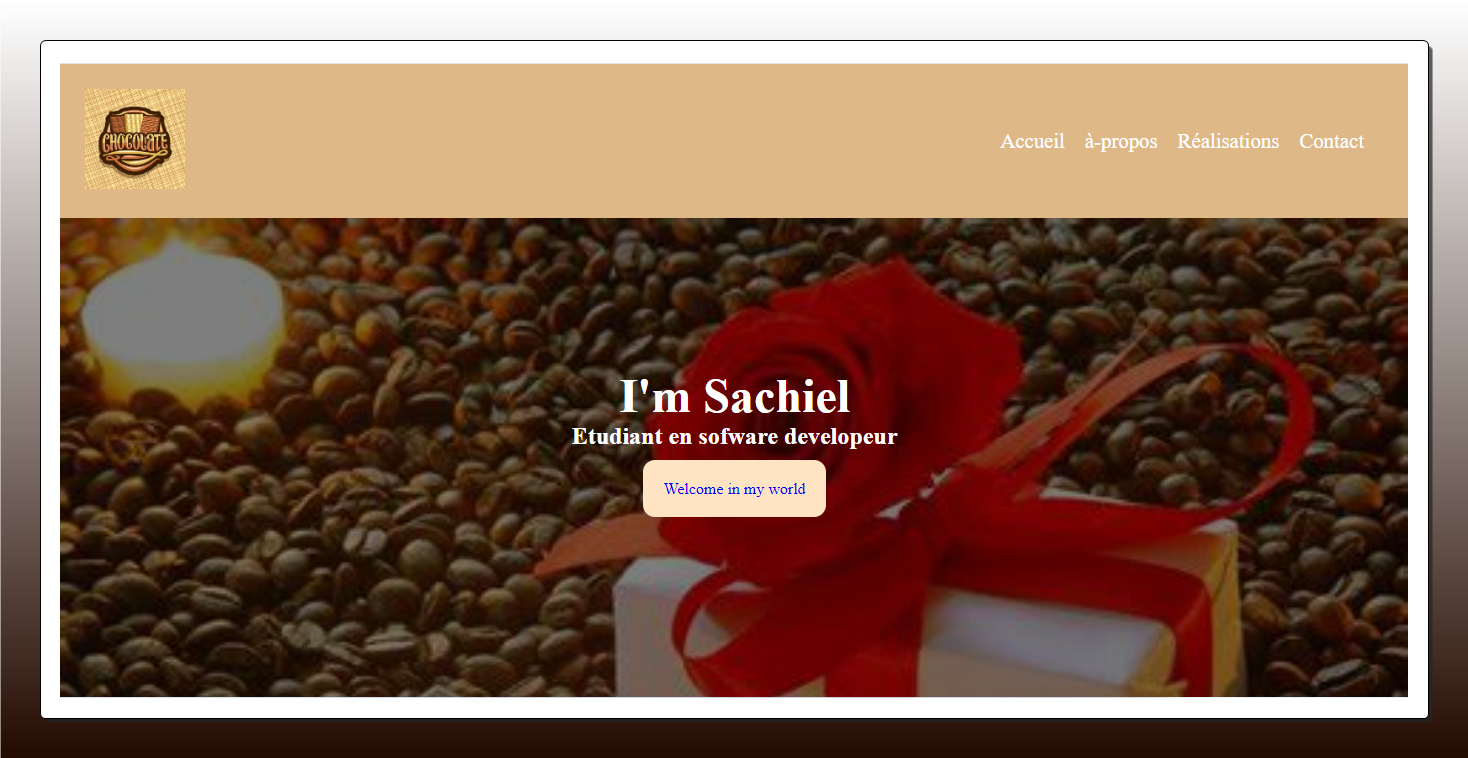 CHOCOLATE
Accueil à-propos Réalisations Contact
I'm Sachiel
Etudiant en sofware developeur
Welcome in my world